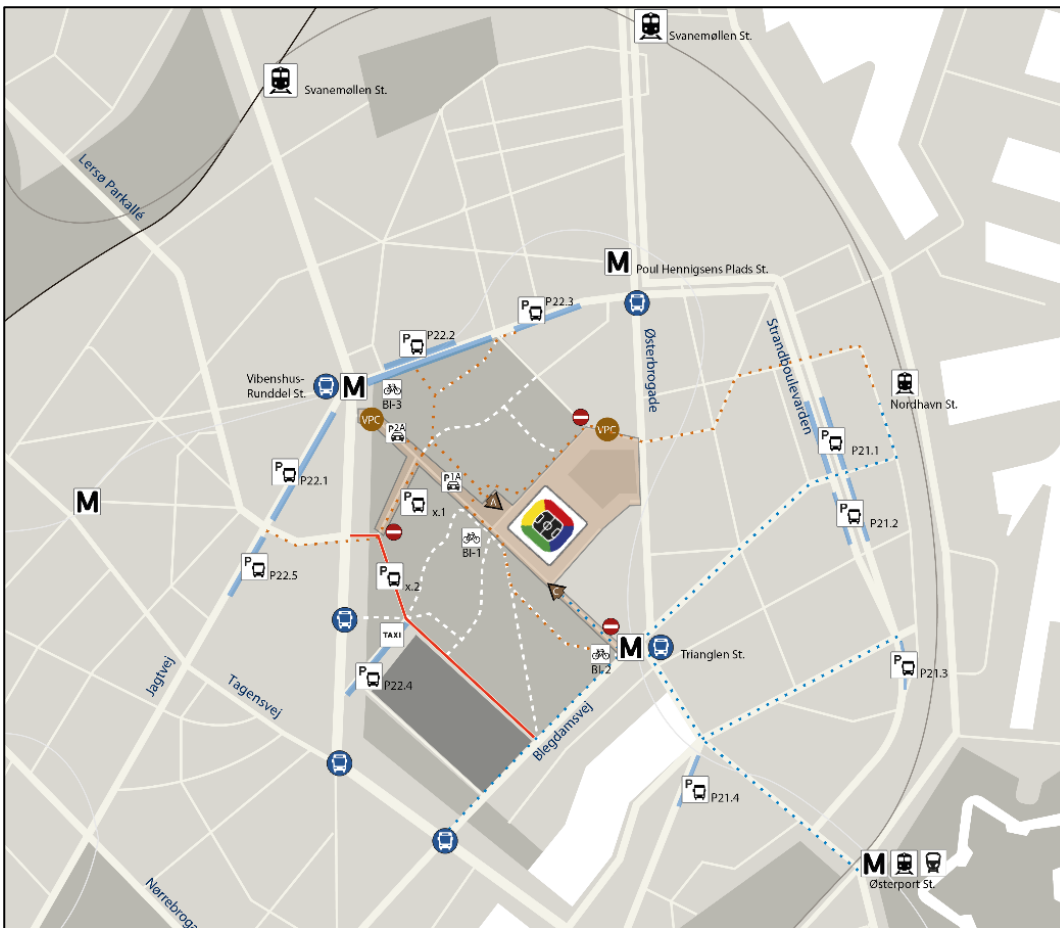 Svanemøllen St.
Svanemøllen St.
Lersø Parkallé
M
Poul Hennigsens Plads St.
P
P22.3
P
P22.2
Østerbrogade
Strandboulevarden
Vibenshus-
Runddel St.
M
BI-3
Nordhavn St.
VPC
P2A
VPC
P
P21.1
P
P22.1
P1A
M
A
P
x.1
P
P21.2
BI-1
P
P22.5
P
x.2
C
TAXI
M
Trianglen St.
BI-2
P
P21.3
P
P22.4
Jagtvej
Tagensvej
Blegdamsvej
P
P21.4
M
Østerport St.
Nørrebroga